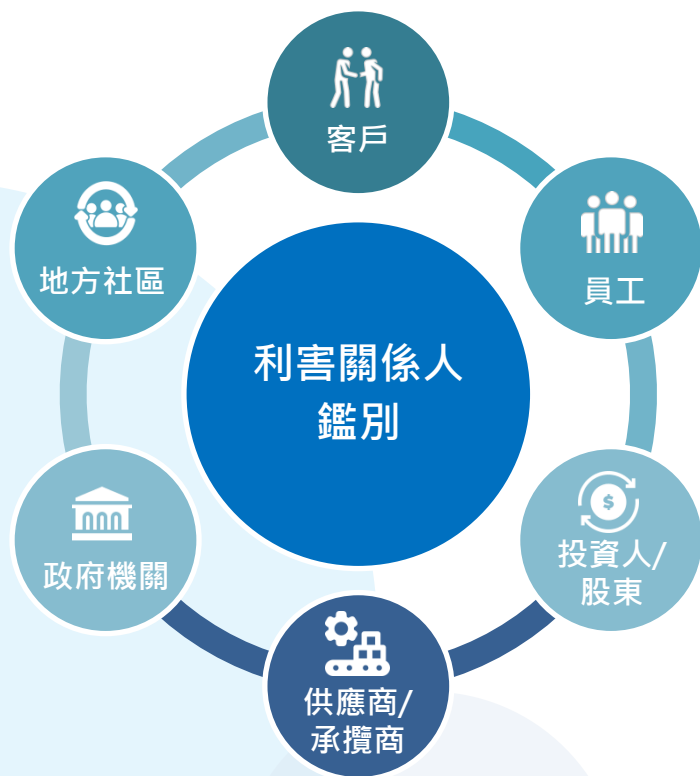 客戶
員工
投資人/
股東
供應商/
承攬商
政府機關
地方社區
利害關係人
鑑別